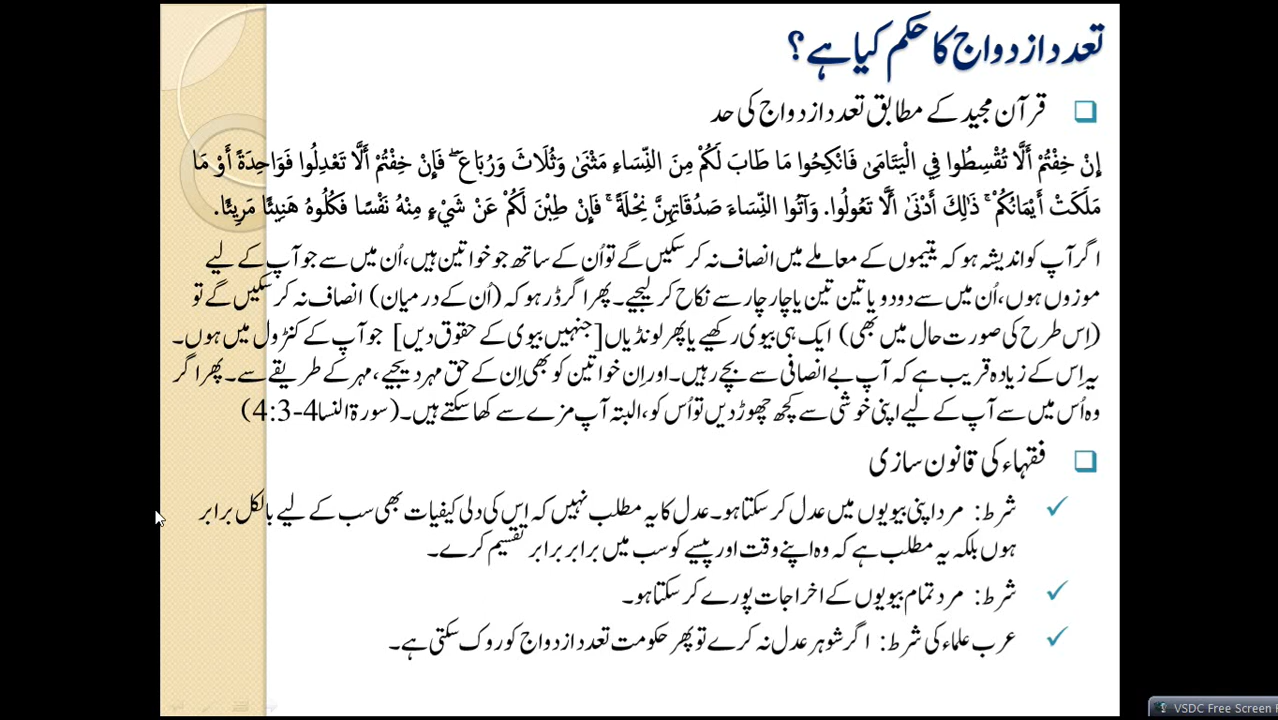 تعدد ازدواج کا حکم کیا ہے؟
قرآن مجید کے مطابق تعدد ازدواج کی حد
إِنْ خِفْتُمْ أَلَّا تُقْسِطُوا فِي الْيَتَامَىٰ فَانْكِحُوا مَا طَابَ لَكُمْ مِنَ النِّسَاءِ مَثْنَىٰ وَثُلَاثَ وَرُبَاعَ ۖ فَإِنْ خِفْتُمْ أَلَّا تَعْدِلُوا فَوَاحِدَةً أَوْ مَا
مَلَكَتْ أَيْمَانُكُمْ ۚ ذَٰلِكَ أَدْنَىٰ أَلَّا تَعُولُوا. وَآتُوا النِّسَاءَ صَدُقَاتِهِنَّ نِحْلَةً ۚ فَإِنْ طِبْنَ لَكُمْ عَنْ شَيْءٍ مِنْهُ نَفْسًا فَكُلُوهُ هَنِيئًا مَرِيئًا.
اگر آپ کو اندیشہ ہو کہ یتیموں کے معاملے میں انصاف نہ کر سکیں گے تو اُن کے ساتھ جو خواتین ہیں، اُن میں سے جو آپ کے لیے
موزوں ہوں، اُن میں سے دو دو یا تین تین یا چار چار سے نکاح کر لیجیے۔ پھر اگر ڈر ہو کہ (اُن کے درمیان) انصاف نہ کر سکیں گے تو
(اِس طرح کی صورت حال میں بھی) ایک ہی بیوی رکھیے یا پھر لونڈیاں [جنہیں بیوی کے حقوق دیں] جو آپ کے کنٹرول میں ہوں۔
یہ اِس کے زیادہ قریب ہے کہ آپ بے انصافی سے بچے رہیں۔ اور اِن خواتین کو بھی اِن کے حق مہر دیجیے، مہر کے طریقے سے۔ پھر اگر
وہ اُس میں سے آپ کے لیے اپنی خوشی سے کچھ چھوڑ دیں تو اُس کو، البتہ آپ مزے سے کھا سکتے ہیں۔ (سورۃ النسا4-4:3)
فقہاء کی قانون سازی
شرط: مرد اپنی بیویوں میں عدل کر سکتا ہو۔ عدل کا یہ مطلب نہیں کہ اس کی دلی کیفیات بھی سب کے لیے بالکل برابر
ہوں بلکہ یہ مطلب ہے کہ وہ اپنے وقت اور پیسے کو سب میں برابر برابر تقسیم کرے۔
شرط: مرد تمام بیویوں کے اخراجات پورے کر سکتا ہو۔
عرب علماء کی شرط: اگر شوہر عدل نہ کرے تو پھر حکومت تعدد ازدواج کو روک سکتی ہے۔
VSDC Free Screen